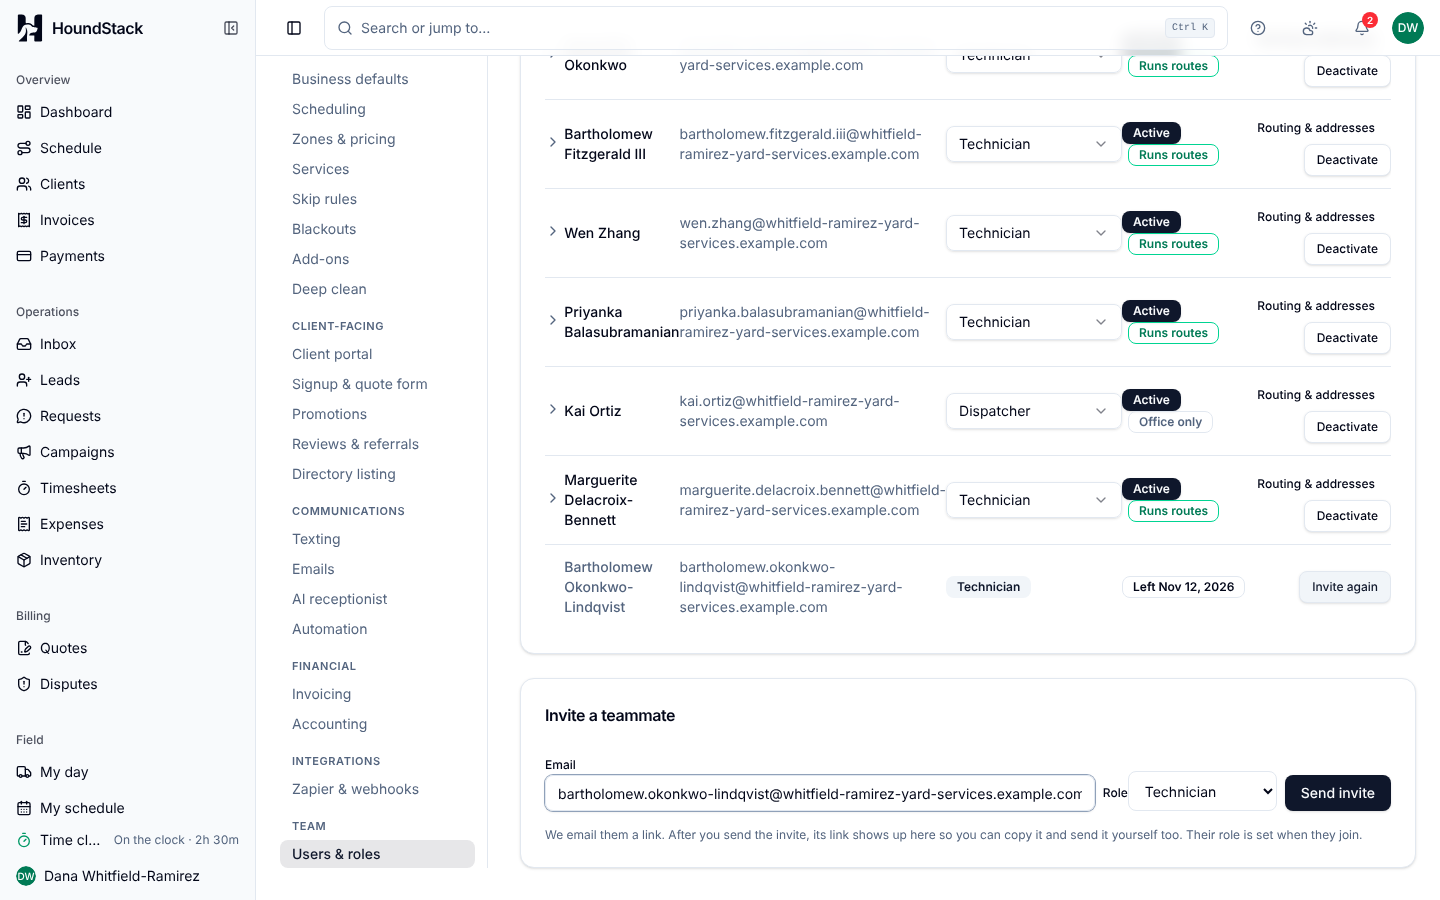 HoundStack
Search or jump to...
Ctrl K
2
DW
Overview
Dashboard
Schedule
Clients
Invoices
Payments
Operations
Inbox
Leads
Requests
Campaigns
Timesheets
Expenses
Inventory
Billing
Quotes
Disputes
Field
My day
My schedule
Time cl... On the clock · 2h 30m
DW Dana Whitfield-Ramirez
Business defaults
Scheduling
Zones & pricing
Services
Skip rules
Blackouts
Add-ons
Deep clean
CLIENT-FACING
Client portal
Signup & quote form
Promotions
Reviews & referrals
Directory listing
COMMUNICATIONS
Texting
Emails
AI receptionist
Automation
FINANCIAL
Invoicing
Accounting
INTEGRATIONS
Zapier & webhooks
TEAM
Users & roles
Okonkwo
yard-services.example.com
Technician
Runs routes
Deactivate
Bartholomew
Fitzgerald III
bartholomew.fitzgerald.iii@whitfield-
ramirez-yard-services.example.com
Technician
Active
Runs routes
Routing & addresses
Deactivate
Wen Zhang
wen.zhang@whitfield-ramirez-yard-
services.example.com
Technician
Active
Runs routes
Routing & addresses
Deactivate
Priyanka
Balasubramanian
priyanka.balasubramanian@whitfield-
ramirez-yard-services.example.com
Technician
Active
Runs routes
Routing & addresses
Deactivate
Kai Ortiz
kai.ortiz@whitfield-ramirez-yard-
services.example.com
Dispatcher
Active
Office only
Routing & addresses
Deactivate
Marguerite
Delacroix-
Bennett
marguerite.delacroix.bennett@whitfield-
ramirez-yard-services.example.com
Technician
Active
Runs routes
Routing & addresses
Deactivate
Bartholomew
Okonkwo-
Lindqvist
bartholomew.okonkwo-
lindqvist@whitfield-ramirez-yard-
services.example.com
Technician
Left Nov 12, 2026
Invite again
Invite a teammate
Email
bartholomew.okonkwo-lindqvist@whitfield-ramirez-yard-services.example.com
Role
Technician
Send invite
We email them a link. After you send the invite, its link shows up here so you can copy it and send it yourself too. Their role is set when they join.